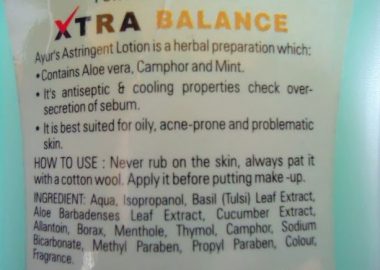 XTRA BALANCE
Ayur's Astringent Lotion is a herbal preparation which:
•Contains Aloe vera, Camphor and Mint.
• It's antiseptic & cooling properties check over-
secretion of sebum.
• It is best suited for oily, acne-prone and problematic
skin.
HOW TO USE : Never rub on the skin, always pat it
with a cotton wool. Apply it before putting make -up.
INGREDIENT: Aqua, Isopropanol, Basil (Tulsi) Leaf Extract,
Aloe Barbadenses Leaf Extract, Cucumber Extract,
Allantoin, Borax, Menthole, Thymol, Camphor, Sodium
Bicarbonate, Methyl Paraben, Propyl Paraben, Colour,
Fragrance.